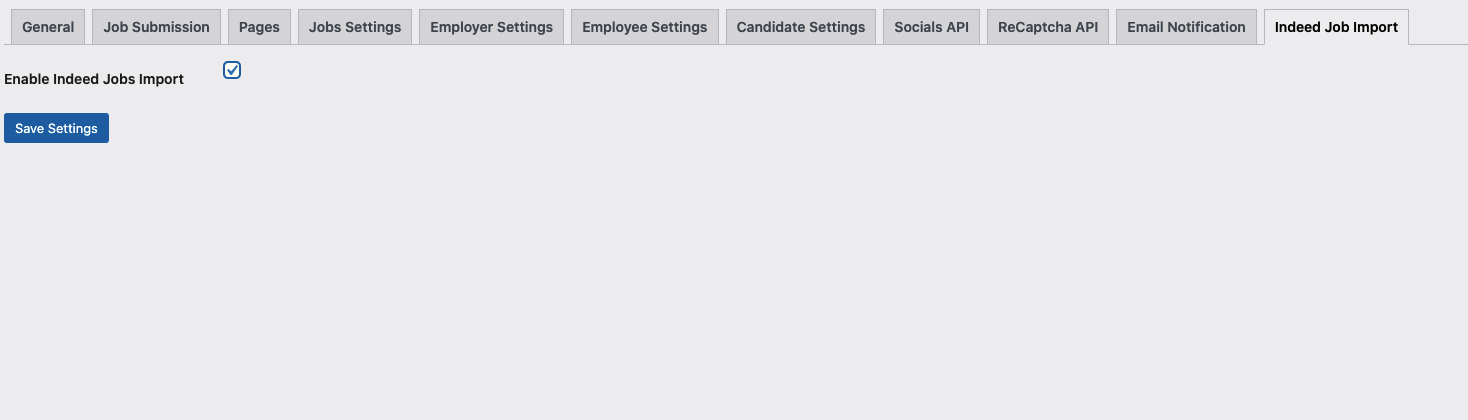 General Job Submission Pages Jobs Settings Employer Settings Employee Settings Candidate Settings Socials API ReCaptcha API Email Notification Indeed Job Import
Enable Indeed Jobs Import
Save Settings